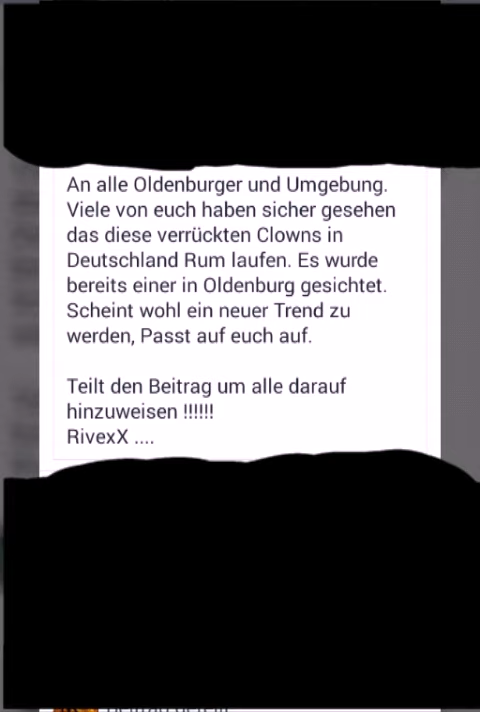 An alle Oldenburger und Umgebung.
Viele von euch haben sicher gesehen
das diese verrückten Clowns in
Deutschland Rum laufen. Es wurde
bereits einer in Oldenburg gesichtet.
Scheint wohl ein neuer Trend zu
werden, Passt auf euch auf.
Teilt den Beitrag um alle darauf
hinzuweisen !!!!!!
RivexX ....